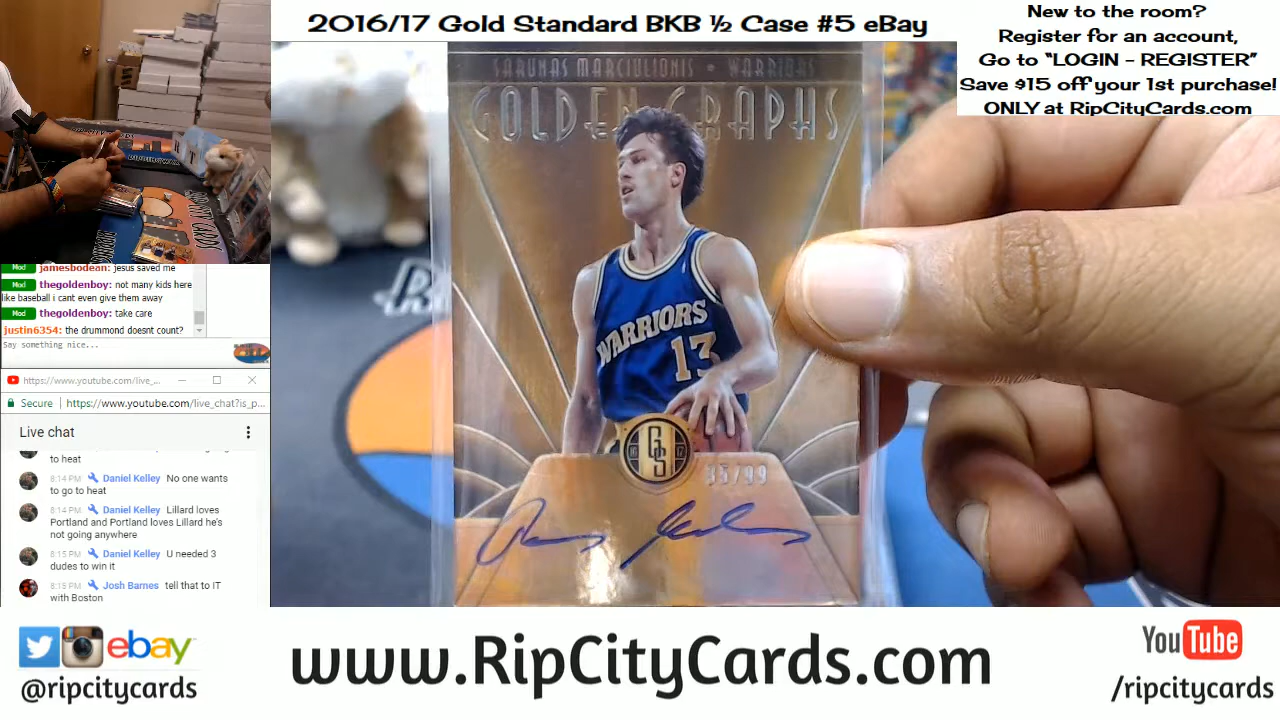 2016/17 Gold Standard BKB ½ Case #5 eBay
New to the room?
Register for an account,
Go to "LOGIN - REGISTER"
Save $15 off your 1st purchase!
ONLY at RipCityCards.com
SARUNAS MARCIULIONIS • WARRIORS
GOLDEN GRAPHS
WARRIORS
13
GS
16 17
35/99
Mod jamesbodean: jesus saved me
Mod thegoldenboy: not many kids here
like baseball i cant even give them away
Mod thegoldenboy: take care
justin6354: the drummond doesnt count?
Say something nice...
https://www.youtube.com/live_...
Secure https://www.youtube.com/live_chat?is_p...
Live chat
to heat
8:14 PM Daniel Kelley No one wants
to go to heat
8:14 PM Daniel Kelley Lillard loves
Portland and Portland loves Lillard he's
not going anywhere
8:15 PM Daniel Kelley U needed 3
dudes to win it
8:15 PM Josh Barnes tell that to IT
with Boston
ebay
@ripcitycards
www.RipCityCards.com
YouTube
/ripcitycards